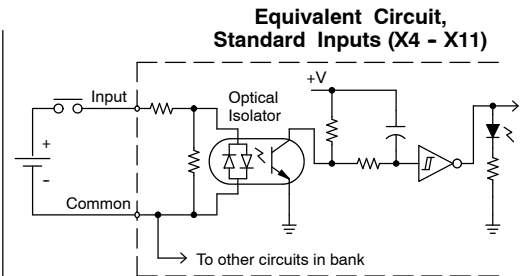 Equivalent Circuit,
Standard Inputs (X4 - X11)
+V
Input
Optical
Isolator
+
-
Common
To other circuits in bank